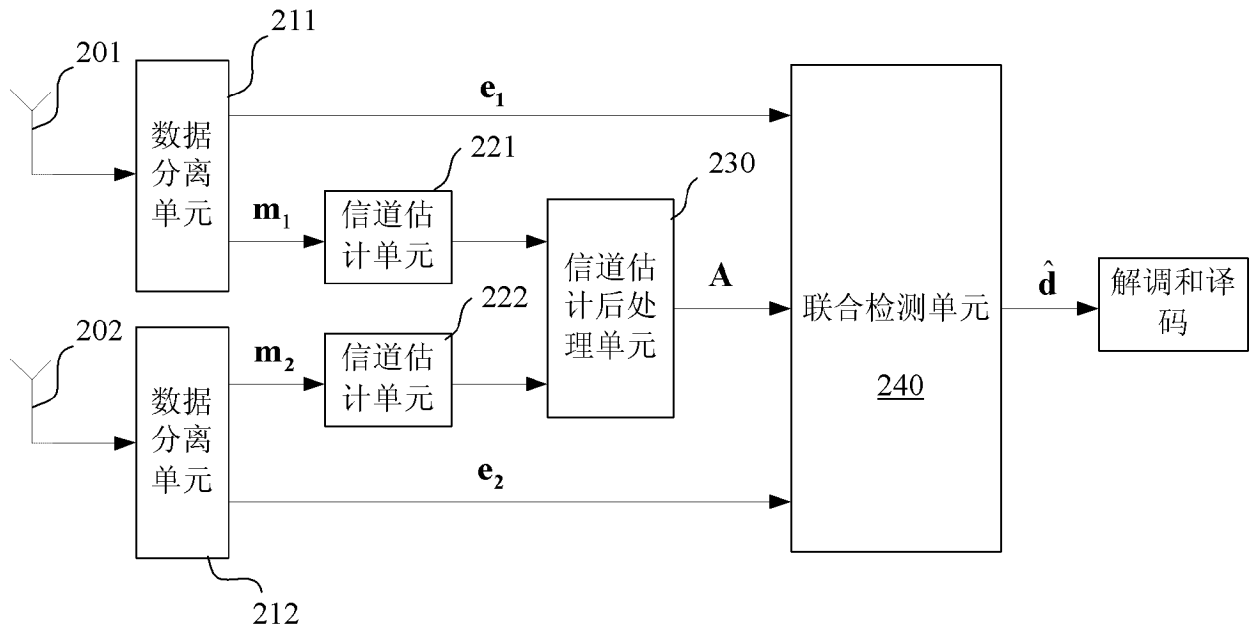 201
211
数据
分离
单元
e₁
m₁
221
信道估
计单元
230
信道估
计后处
理单元
A
联合检测单元
240
d̂
解调和译
码
202
数据
分离
单元
212
m₂
222
信道估
计单元
e₂